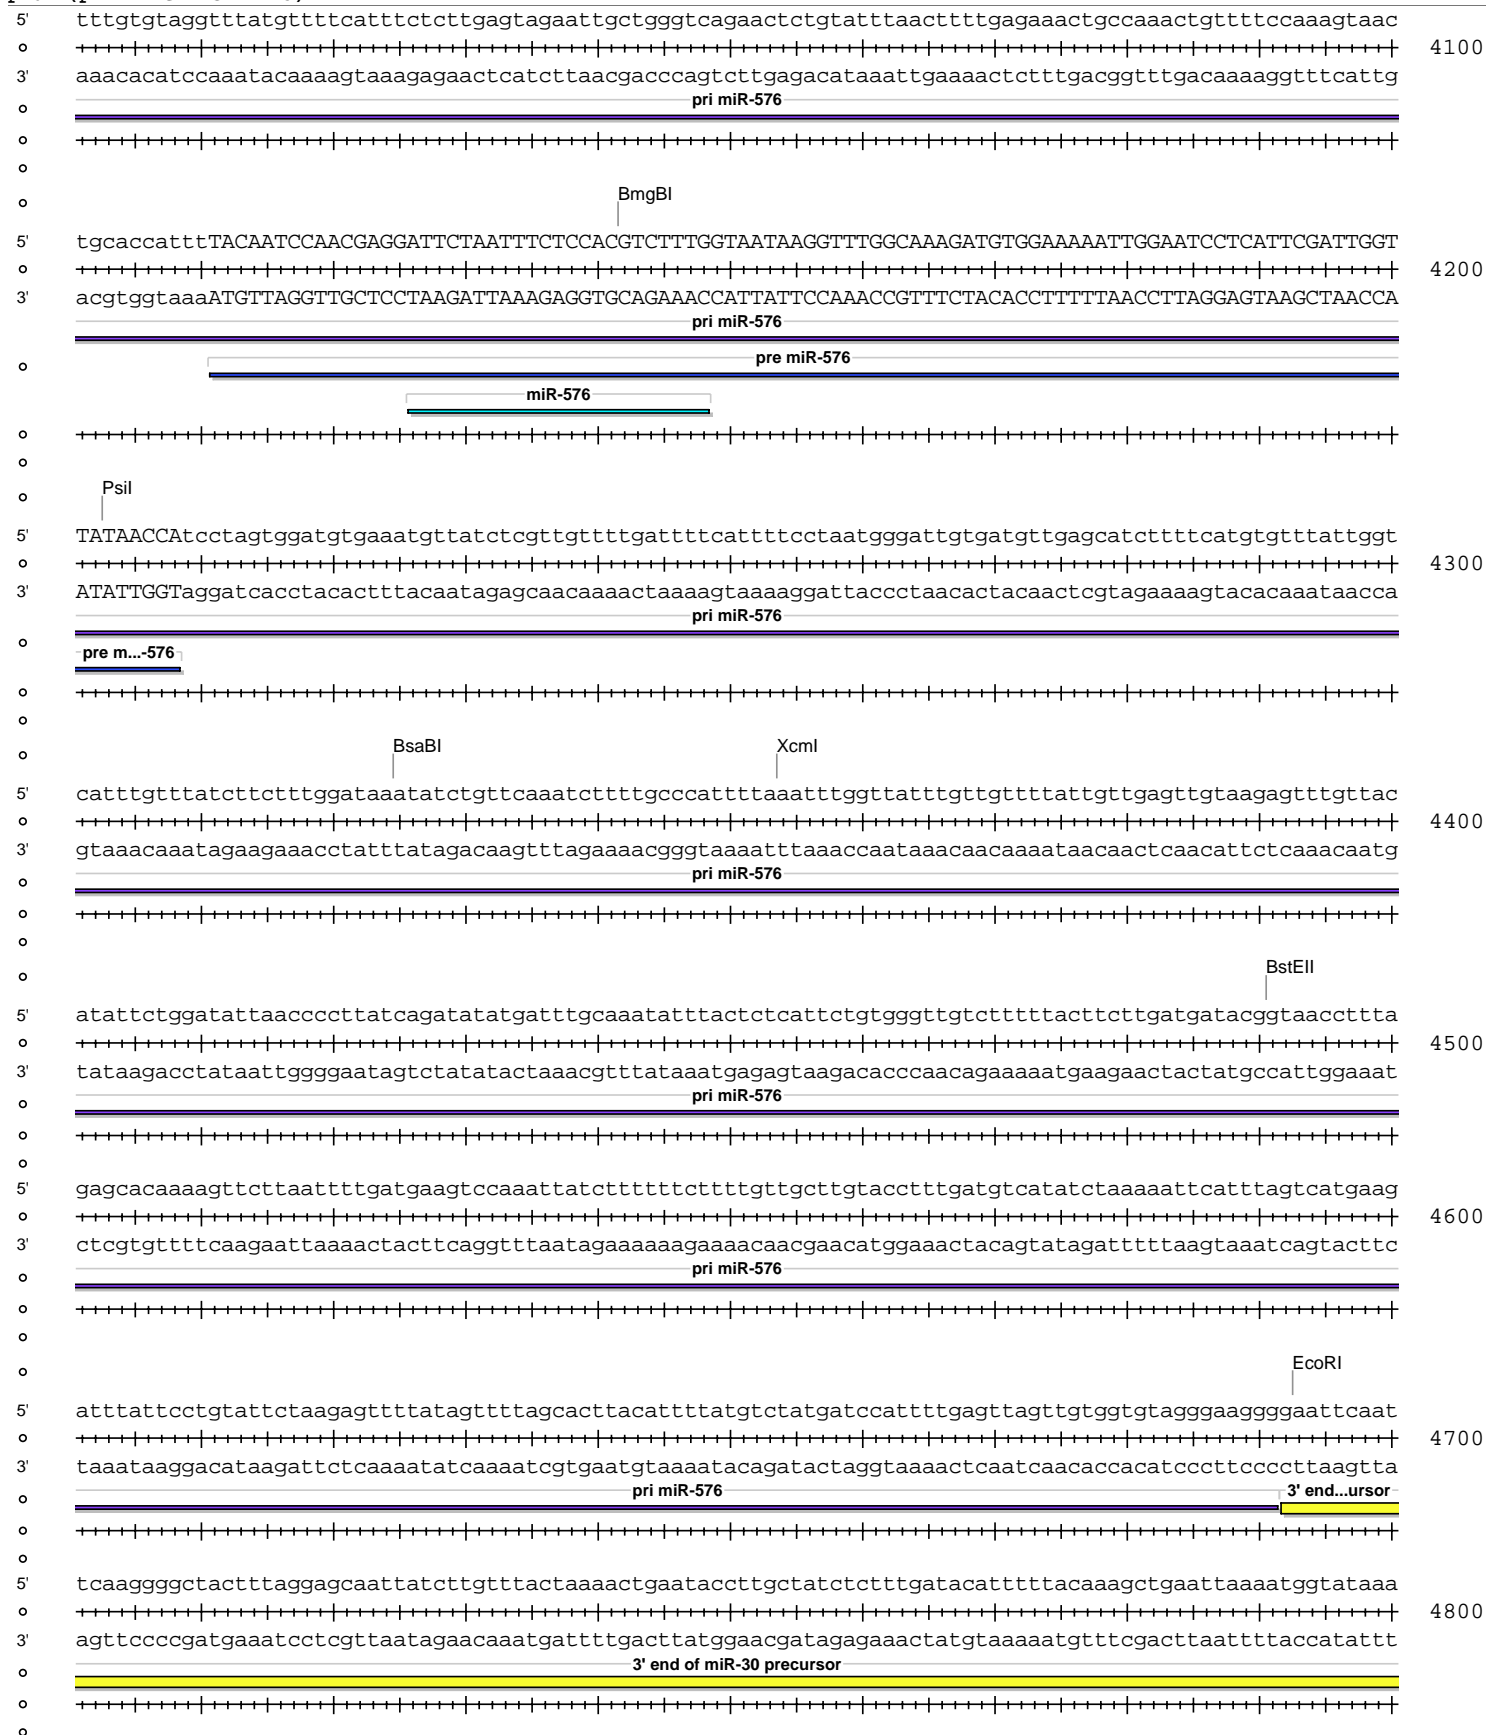 5' tttgtgtaggtttatgttttcatttctcttgagtagaattgctgggtcagaactctgtatttaacttttgagaaactgccaaactgttttccaaagtaac
4100
3' aaacacatccaaatacaaaagtaaagagaactcatcttaacgacccagtcttgagacataaattgaaaactctttgacggtttgacaaaaggtttcattg
pri miR-576
BmgBI
5' tgcaccatttTACAATCCAACGAGGATTCTAATTTCTCCACGTCTTTGGTAATAAGGTTTGGCAAAGATGTGGAAAAATTGGAATCCTCATTCGATTGGT
4200
3' acgtggtaaaATGTTAGGTTGCTCCTAAGATTAAAGAGGTGCAGAAACCATTATTCCAAACCGTTTCTACACCTTTTTAACCTTAGGAGTAAGCTAACCA
pri miR-576
pre miR-576
miR-576
PsiI
5' TATAACCAtcctagtggatgtgaaatgttatctcgttgttttgattttcattttcctaatgggattgtgatgttgagcatcttttcatgtgtttattggt
4300
3' ATATTGGTaggatcacctacactttacaatagagcaacaaaactaaaagtaaaaggattaccctaacactacaactcgtagaaaagtacacaaataacca
pri miR-576
pre m...-576
BsaBI XcmI
5' catttgtttatcttctttggataaatatctgttcaaatcttttgcccattttaaatttggttatttgttgttttattgttgagttgtaagagtttgttac
4400
3' gtaaacaaatagaagaaacctatttatagacaagtttagaaaacgggtaaaatttaaaccaataaacaacaaaataacaactcaacattctcaaacaatg
pri miR-576
BstEII
5' atattctggatattaaccccttatcagatatatgatttgcaaatatttactctcattctgtgggttgtctttttacttcttgatgatacggtaaccttta
4500
3' tataagacctataattggggaatagtctatatactaaacgtttataaatgagagtaagacacccaacagaaaaatgaagaactactatgccattggaaat
pri miR-576
5' gagcacaaaagttcttaattttgatgaagtccaaattatcttttttcttttgttgcttgtacctttgatgtcatatctaaaaattcatttagtcatgaag
4600
3' ctcgtgttttcaagaattaaaactacttcaggtttaatagaaaaaagaaaacaacgaacatggaaactacagtatagatttttaagtaaatcagtacttc
pri miR-576
EcoRI
5' atttattcctgtattctaagagttttatagttttagcacttacattttatgtctatgatccattttgagttagttgtggtgtagggaaggggaattcaat
4700
3' taaataaggacataagattctcaaaatatcaaaatcgtgaatgtaaaatacagatactaggtaaaactcaatcaacaccacatcccttccccttaagtta
pri miR-576 3' end...ursor
5' tcaaggggctactttaggagcaattatcttgtttactaaaactgaataccttgctatctctttgatacatttttacaaagctgaattaaaatggtataaa
4800
3' agttccccgatgaaatcctcgttaatagaacaaatgattttgacttatggaacgatagagaaactatgtaaaaatgtttcgacttaattttaccatattt
3' end of miR-30 precursor